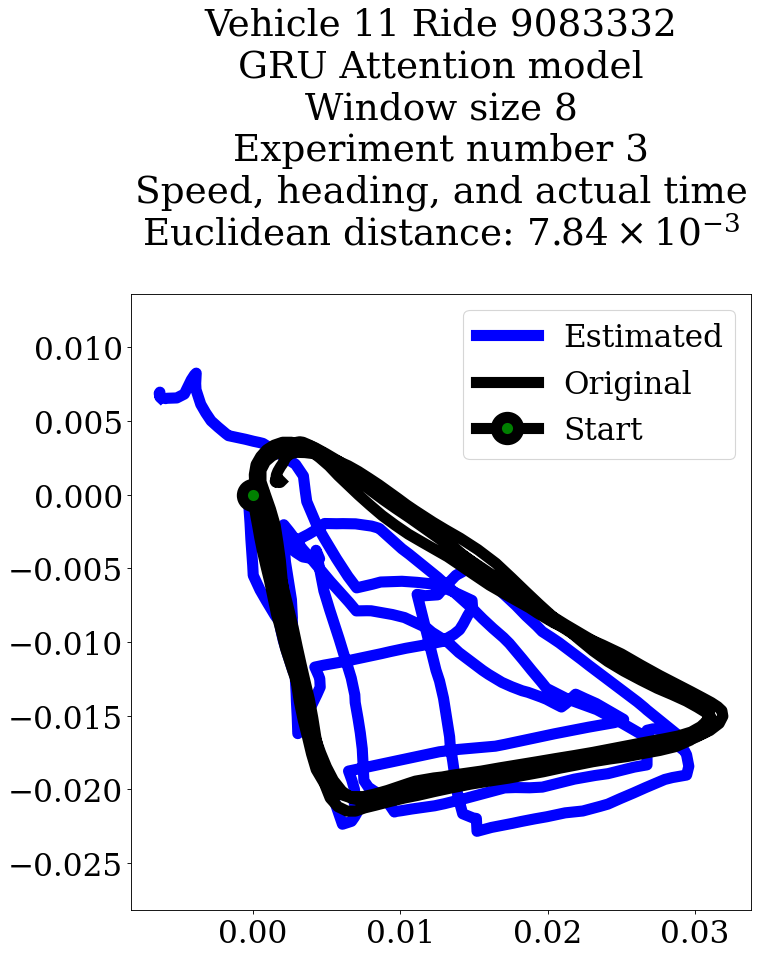 Vehicle 11 Ride 9083332
GRU Attention model
Window size 8
Experiment number 3
Speed, heading, and actual time
Euclidean distance: 7.84 × 10⁻³
Estimated
Original
Start
0.010
0.005
0.000
−0.005
−0.010
−0.015
−0.020
−0.025
0.00 0.01 0.02 0.03